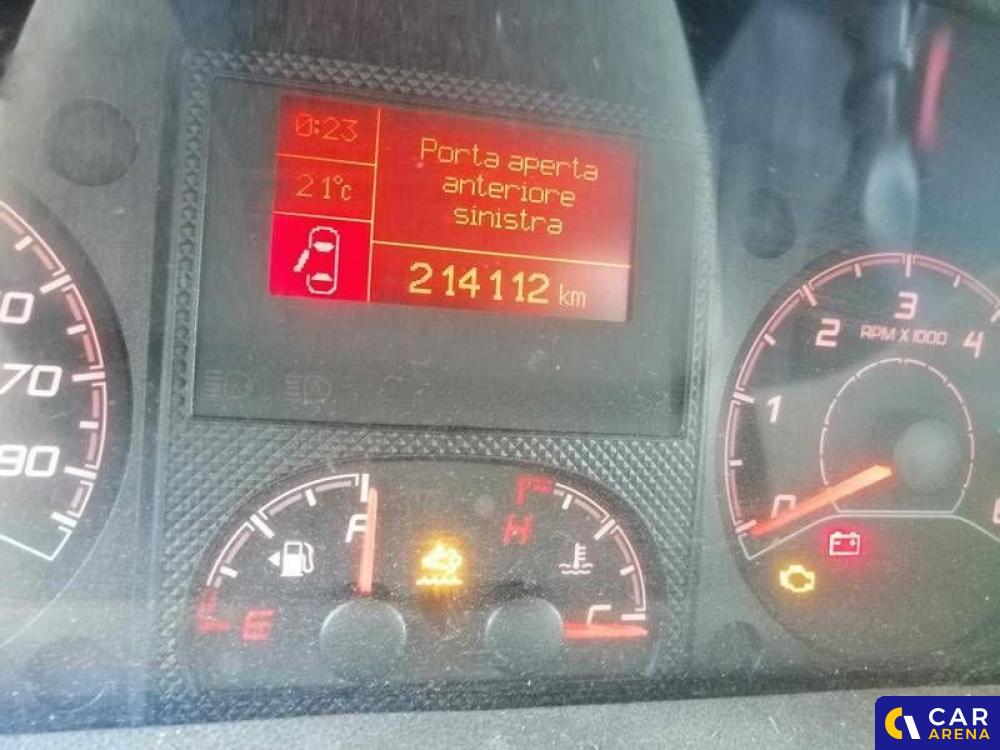 0:23
Porta aperta
anteriore
sinistra
21°c
214112 km
70
90
3
2
RPM X 1000
4
1
0
F
H
E
C
CAR
ARENA